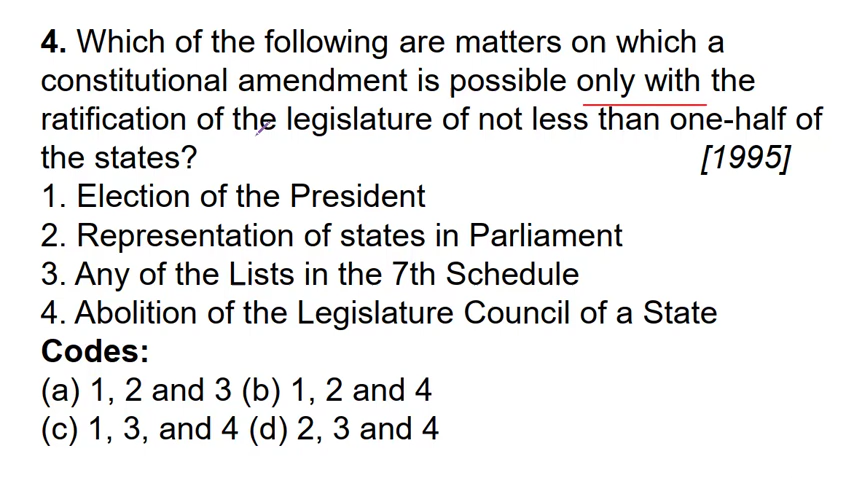 4. Which of the following are matters on which a
constitutional amendment is possible only with the
ratification of the legislature of not less than one-half of
the states? [1995]
1. Election of the President
2. Representation of states in Parliament
3. Any of the Lists in the 7th Schedule
4. Abolition of the Legislature Council of a State
Codes:
(a) 1, 2 and 3 (b) 1, 2 and 4
(c) 1, 3, and 4 (d) 2, 3 and 4